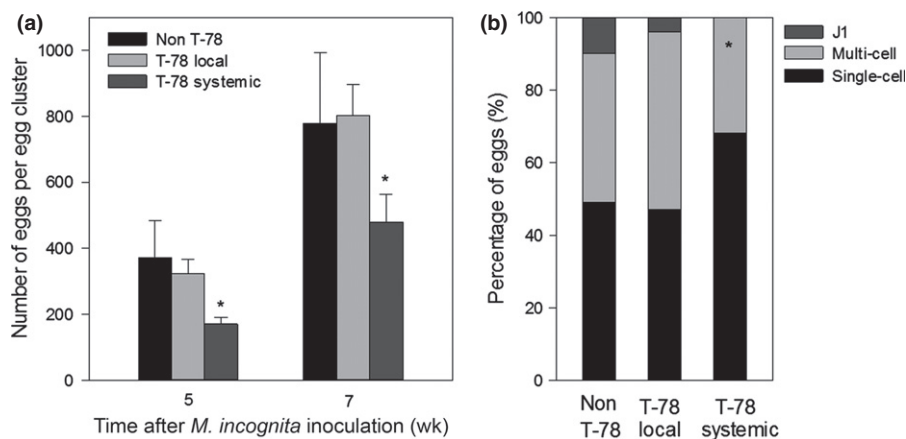 (a)
Number of eggs per egg cluster
1000
800
600
400
200
0
Non T-78
T-78 local
T-78 systemic
*
*
5
7
Time after M. incognita inoculation (wk)
(b)
Percentage of eggs (%)
100
80
60
40
20
0
*
J1
Multi-cell
Single-cell
Non
T-78
T-78
local
T-78
systemic